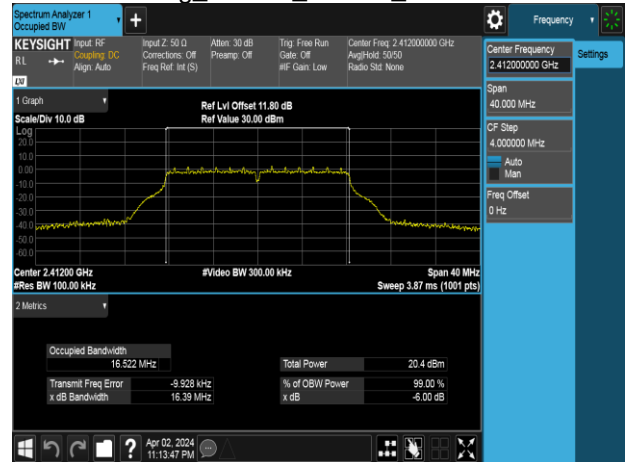 Spectrum Analyzer 1
Occupied BW
Frequency
KEYSIGHT
Input: RF
Coupling: DC
Align: Auto
RL
LXI
Input Z: 50 Ω
Corrections: Off
Freq Ref: Int (S)
Atten: 30 dB
Preamp: Off
Trig: Free Run
Gate: Off
#IF Gain: Low
Center Freq: 2.412000000 GHz
Avg|Hold: 50/50
Radio Std: None
Center Frequency
2.412000000 GHz
Settings
Span
40.000 MHz
CF Step
4.000000 MHz
Auto
Man
Freq Offset
0 Hz
1 Graph
Scale/Div 10.0 dB
Ref Lvl Offset 11.80 dB
Ref Value 30.00 dBm
Log
20.0
10.0
0.00
-10.0
-20.0
-30.0
-40.0
-50.0
-60.0
Center 2.41200 GHz
#Res BW 100.00 kHz
#Video BW 300.00 kHz
Span 40 MHz
Sweep 3.87 ms (1001 pts)
2 Metrics
Occupied Bandwidth
16.522 MHz
Total Power 20.4 dBm
Transmit Freq Error -9.928 kHz
% of OBW Power 99.00 %
x dB Bandwidth 16.39 MHz
x dB -6.00 dB
?
Apr 02, 2024
11:13:47 PM